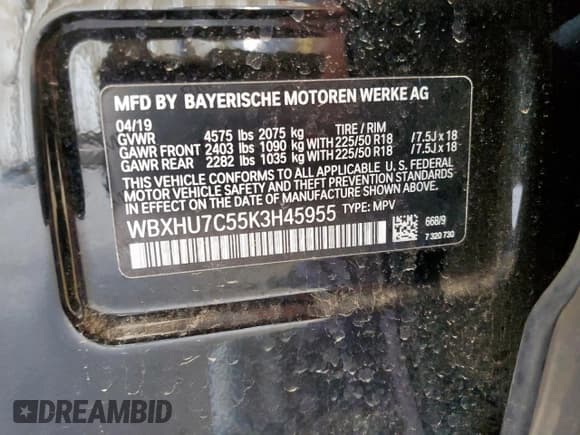 MFD BY BAYERISCHE MOTOREN WERKE AG
04/19
GVWR 4575 lbs 2075 kg TIRE / RIM
GAWR FRONT 2403 lbs 1090 kg WITH 225/50 R18 /7.5J x 18
GAWR REAR 2282 lbs 1035 kg WITH 225/50 R18 /7.5J x 18
THIS VEHICLE CONFORMS TO ALL APPLICABLE U. S. FEDERAL
MOTOR VEHICLE SAFETY, BUMPER, AND THEFT PREVENTION
STANDARDS IN EFFECT ON THE DATE OF MANUFACTURE SHOWN ABOVE.
WBXHU7C55K3H45955 TYPE: MPV
668/9
7 320 730
DREAMBID